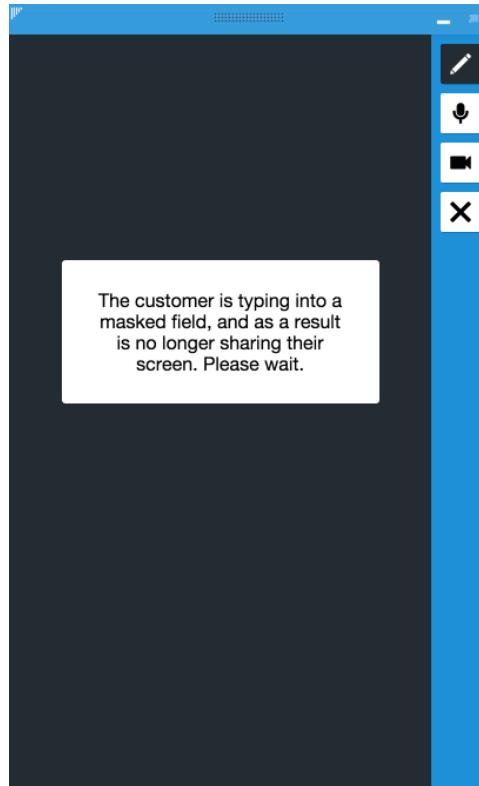 The customer is typing into a
masked field, and as a result
is no longer sharing their
screen. Please wait.